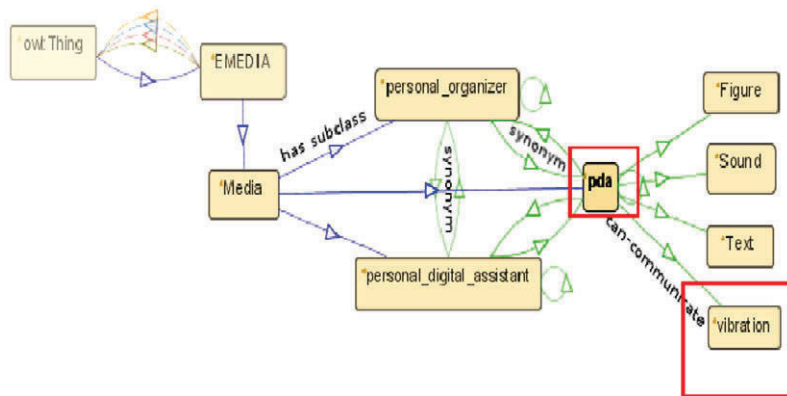 owl:Thing
EMEDIA
personal_organizer
Figure
has subclass
synonym
synonym
Sound
Media
pda
Text
can-communicate
personal_digital_assistant
vibration